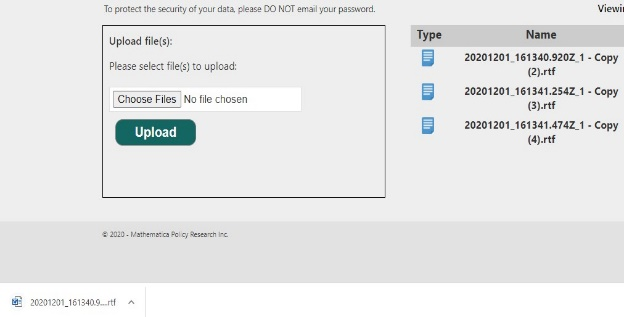 To protect the security of your data, please DO NOT email your password.
Viewin
Upload file(s):
Please select file(s) to upload:
Choose Files No file chosen
Upload
Type Name
20201201_161340.920Z_1 - Copy
(2).rtf
20201201_161341.254Z_1 - Copy
(3).rtf
20201201_161341.474Z_1 - Copy
(4).rtf
© 2020 - Mathematica Policy Research Inc.
20201201_161340.9....rtf